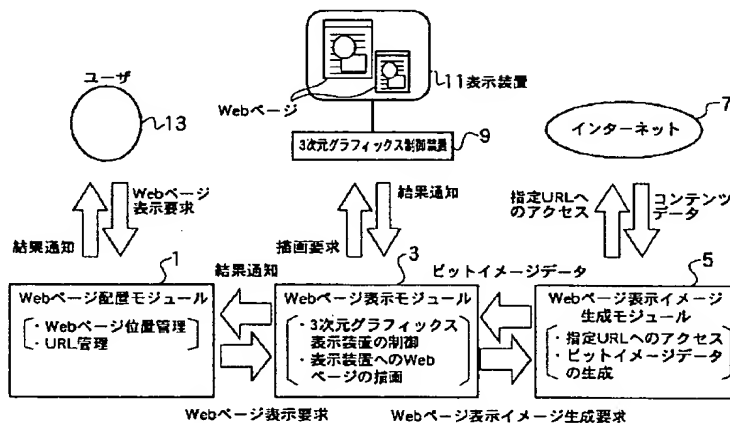 ユーザ
13
Webページ
11表示装置
3次元グラフィックス制御装置
9
インターネット
7
Webページ
表示要求
結果通知
描画要求
結果通知
指定URLへ
のアクセス
コンテンツ
データ
1
結果通知
3
ビットイメージデータ
5
Webページ配置モジュール
・Webページ位置管理
・URL管理
Webページ表示モジュール
・3次元グラフィックス
表示装置の制御
・表示装置へのWeb
ページの描画
Webページ表示イメージ
生成モジュール
・指定URLへのアクセス
・ビットイメージデータ
の生成
Webページ表示要求
Webページ表示イメージ生成要求